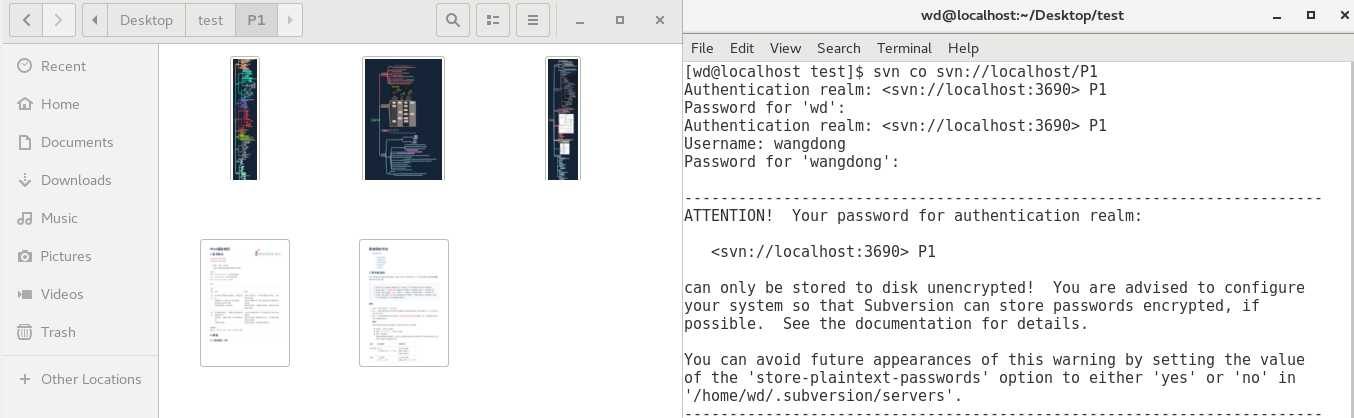 Desktop
test
P1
Recent
Home
Documents
Downloads
Music
Pictures
Videos
Trash
Other Locations
wd@localhost:~/Desktop/test
File Edit View Search Terminal Help
[wd@localhost test]$ svn co svn://localhost/P1
Authentication realm: <svn://localhost:3690> P1
Password for 'wd':
Authentication realm: <svn://localhost:3690> P1
Username: wangdong
Password for 'wangdong':
-----------------------------------------------------------------------
ATTENTION!  Your password for authentication realm:
   <svn://localhost:3690> P1
can only be stored to disk unencrypted!  You are advised to configure
your system so that Subversion can store passwords encrypted, if
possible.  See the documentation for details.
You can avoid future appearances of this warning by setting the value
of the 'store-plaintext-passwords' option to either 'yes' or 'no' in
'/home/wd/.subversion/servers'.
-----------------------------------------------------------------------